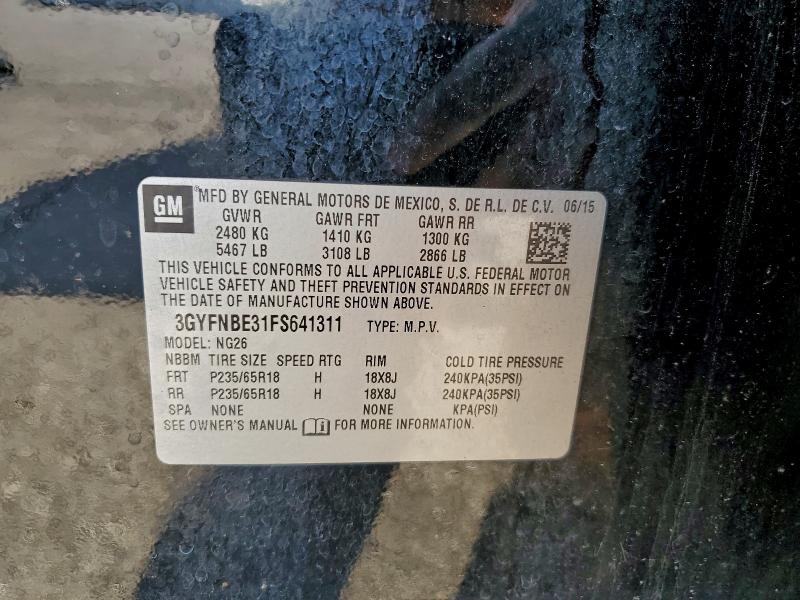 GM
®MFD BY GENERAL MOTORS DE MEXICO, S. DE R.L. DE C.V. 06/15
GVWR GAWR FRT GAWR RR
2480 KG 1410 KG 1300 KG
5467 LB 3108 LB 2866 LB
THIS VEHICLE CONFORMS TO ALL APPLICABLE U.S. FEDERAL MOTOR
VEHICLE SAFETY AND THEFT PREVENTION STANDARDS IN EFFECT ON
THE DATE OF MANUFACTURE SHOWN ABOVE.
3GYFNBE31FS641311 TYPE: M.P.V.
MODEL: NG26
NBBM TIRE SIZE SPEED RTG RIM COLD TIRE PRESSURE
FRT P235/65R18 H 18X8J 240KPA(35PSI)
RR P235/65R18 H 18X8J 240KPA(35PSI)
SPA NONE NONE KPA(PSI)
SEE OWNER'S MANUAL i FOR MORE INFORMATION.